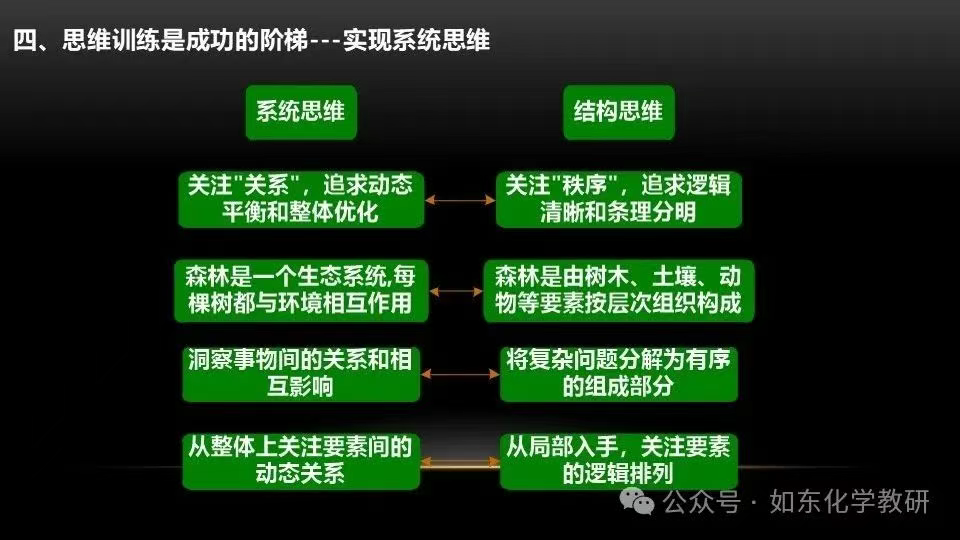 四、思维训练是成功的阶梯---实现系统思维
系统思维
结构思维
关注"关系"，追求动态
平衡和整体优化
关注"秩序"，追求逻辑
清晰和条理分明
森林是一个生态系统,每
棵树都与环境相互作用
森林是由树木、土壤、动
物等要素按层次组织构成
洞察事物间的关系和相
互影响
将复杂问题分解为有序
的组成部分
从整体上关注要素间的
动态关系
从局部入手，关注要素
的逻辑排列
公众号·如东化学教研